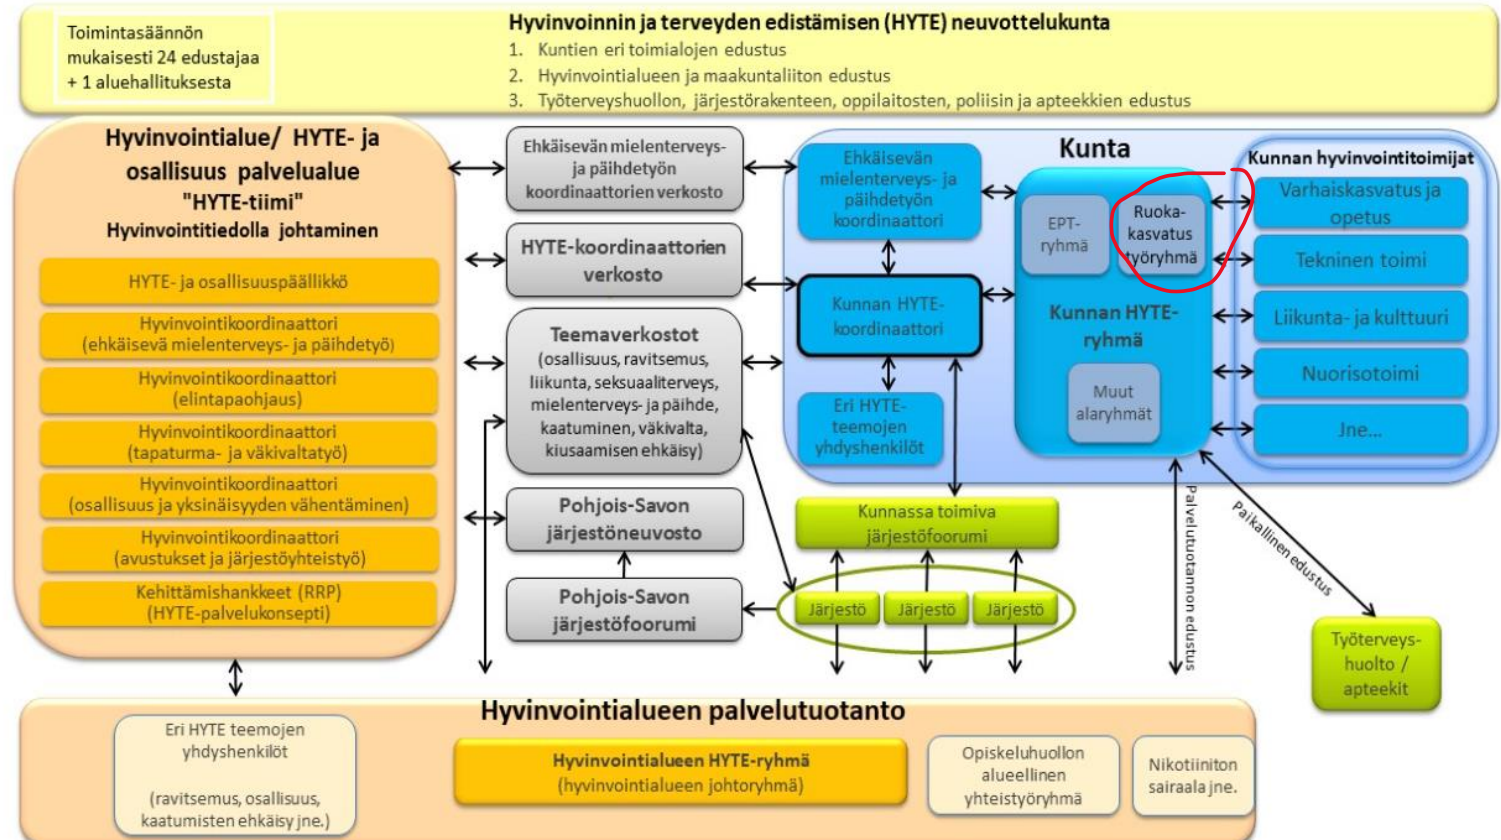 Toimintasäännön
mukaisesti 24 edustajaa
+ 1 aluehallituksesta
Hyvinvoinnin ja terveyden edistämisen (HYTE) neuvottelukunta
1. Kuntien eri toimialojen edustus
2. Hyvinvointialueen ja maakuntaliiton edustus
3. Työterveyshuollon, järjestörakenteen, oppilaitosten, poliisin ja apteekkien edustus
Hyvinvointialue/ HYTE- ja
osallisuus palvelualue
"HYTE-tiimi"
Hyvinvointitiedolla johtaminen
HYTE- ja osallisuuspäällikkö
Hyvinvointikoordinaattori
(ehkäisevä mielenterveys- ja päihdetyö)
Hyvinvointikoordinaattori
(elintapaohjaus)
Hyvinvointikoordinaattori
(tapaturma- ja väkivaltatyö)
Hyvinvointikoordinaattori
(osallisuus ja yksinäisyyden vähentäminen)
Hyvinvointikoordinaattori
(avustukset ja järjestöyhteistyö)
Kehittämishankkeet (RRP)
(HYTE-palvelukonsepti)
Ehkäisevän mielenterveys-
ja päihdetyön
koordinaattorien verkosto
HYTE-koordinaattorien
verkosto
Teemaverkostot
(osallisuus, ravitsemus,
liikunta, seksuaaliterveys,
mielenterveys- ja päihde,
kaatuminen, väkivalta,
kiusaamisen ehkäisy)
Pohjois-Savon
järjestöneuvosto
Pohjois-Savon
järjestöfoorumi
Kunta
Ehkäisevän
mielenterveys- ja
päihdetyön
koordinaattori
Kunnan HYTE-
koordinaattori
Eri HYTE-
teemojen
yhdyshenkilöt
EPT-
ryhmä
Ruoka-
kasvatus
työryhmä
Kunnan HYTE-
ryhmä
Muut
alaryhmät
Kunnan hyvinvointitoimijat
Varhaiskasvatus ja
opetus
Tekninen toimi
Liikunta- ja kulttuuri
Nuorisotoimi
Jne...
Kunnassa toimiva
järjestöfoorumi
Järjestö
Järjestö
Järjestö
Palvelutuotannon edustus
Paikallinen edustus
Työterveys-
huolto /
apteekit
Hyvinvointialueen palvelutuotanto
Eri HYTE teemojen
yhdyshenkilöt
(ravitsemus, osallisuus,
kaatumisten ehkäisy jne.)
Hyvinvointialueen HYTE-ryhmä
(hyvinvointialueen johtoryhmä)
Opiskeluhuollon
alueellinen
yhteistyöryhmä
Nikotiiniton
sairaala jne.